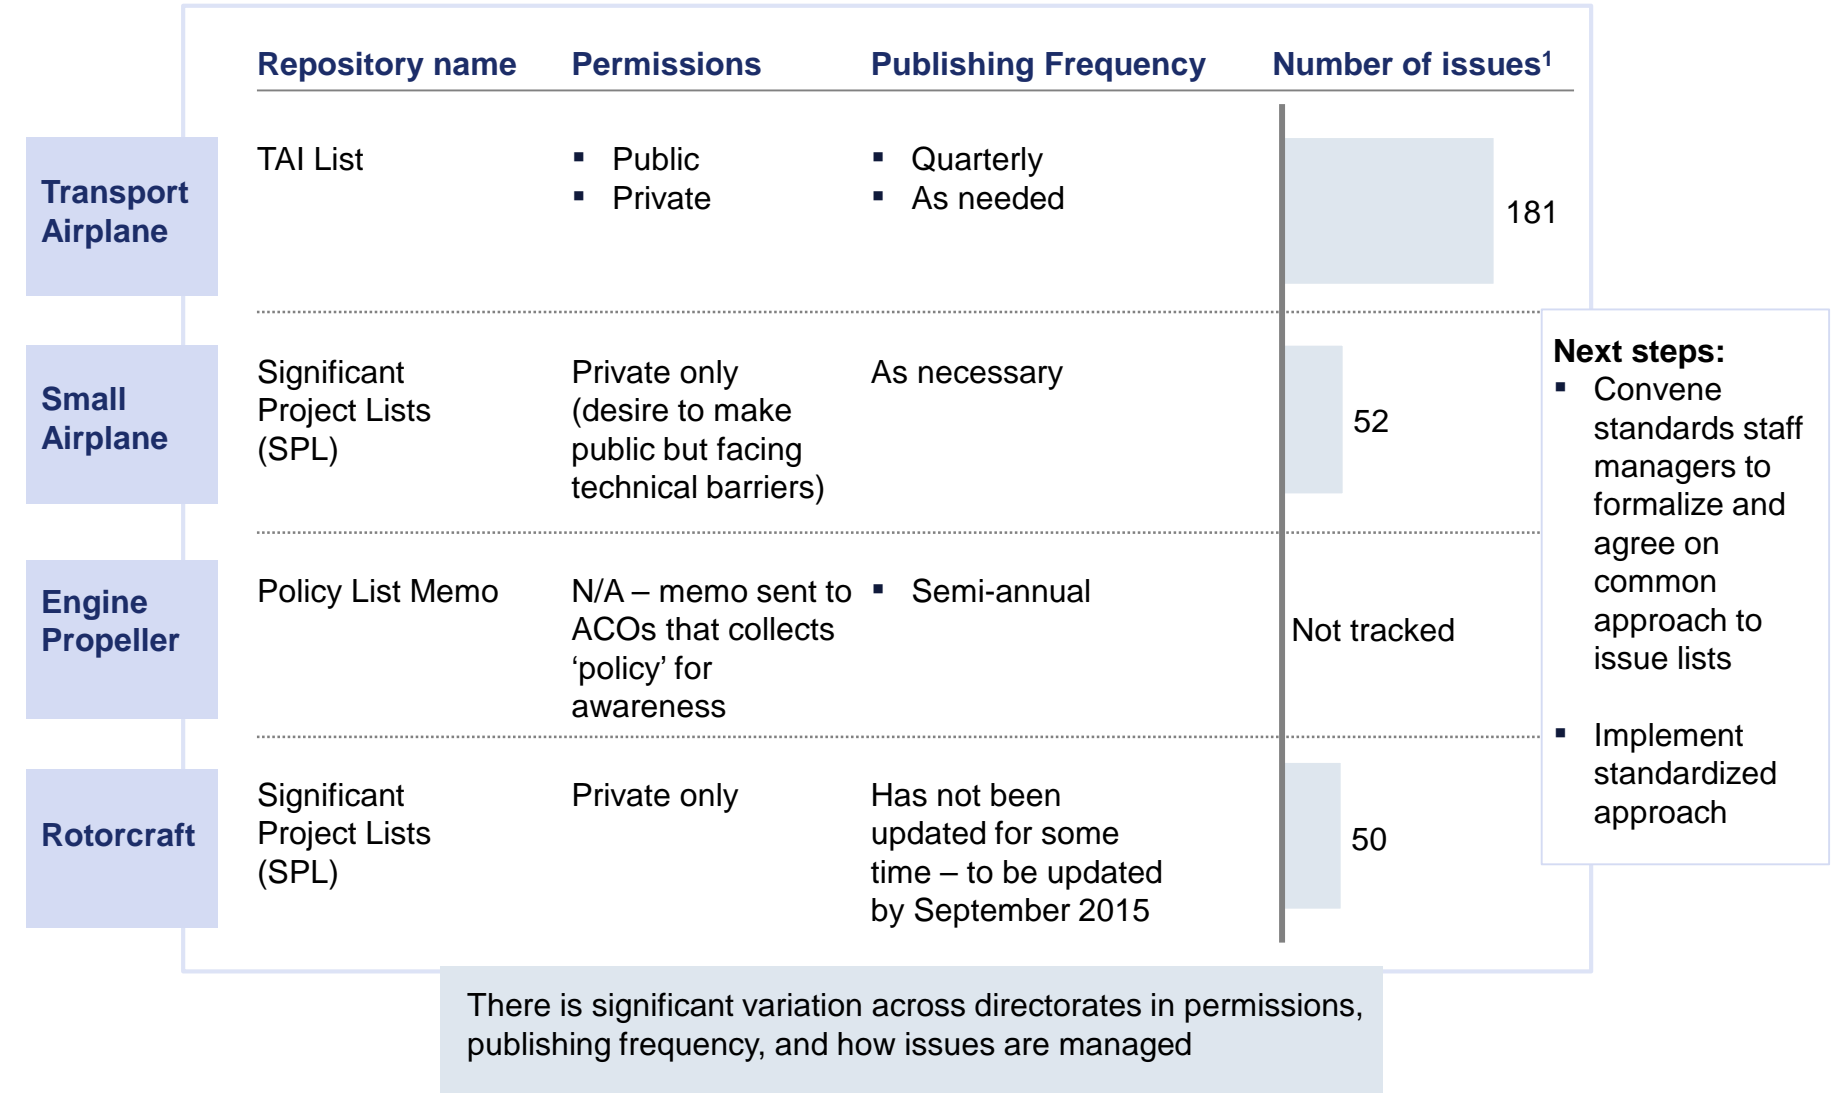 Repository name
Permissions
Publishing Frequency
Number of issues¹
Transport
Airplane
TAI List
▪ Public
▪ Private
▪ Quarterly
▪ As needed
181
Small
Airplane
Significant
Project Lists
(SPL)
Private only
(desire to make
public but facing
technical barriers)
As necessary
52
Engine
Propeller
Policy List Memo
N/A – memo sent to
ACOs that collects
‘policy’ for
awareness
▪ Semi-annual
Not tracked
Rotorcraft
Significant
Project Lists
(SPL)
Private only
Has not been
updated for some
time – to be updated
by September 2015
50
Next steps:
▪ Convene
standards staff
managers to
formalize and
agree on
common
approach to
issue lists
▪ Implement
standardized
approach
There is significant variation across directorates in permissions,
publishing frequency, and how issues are managed